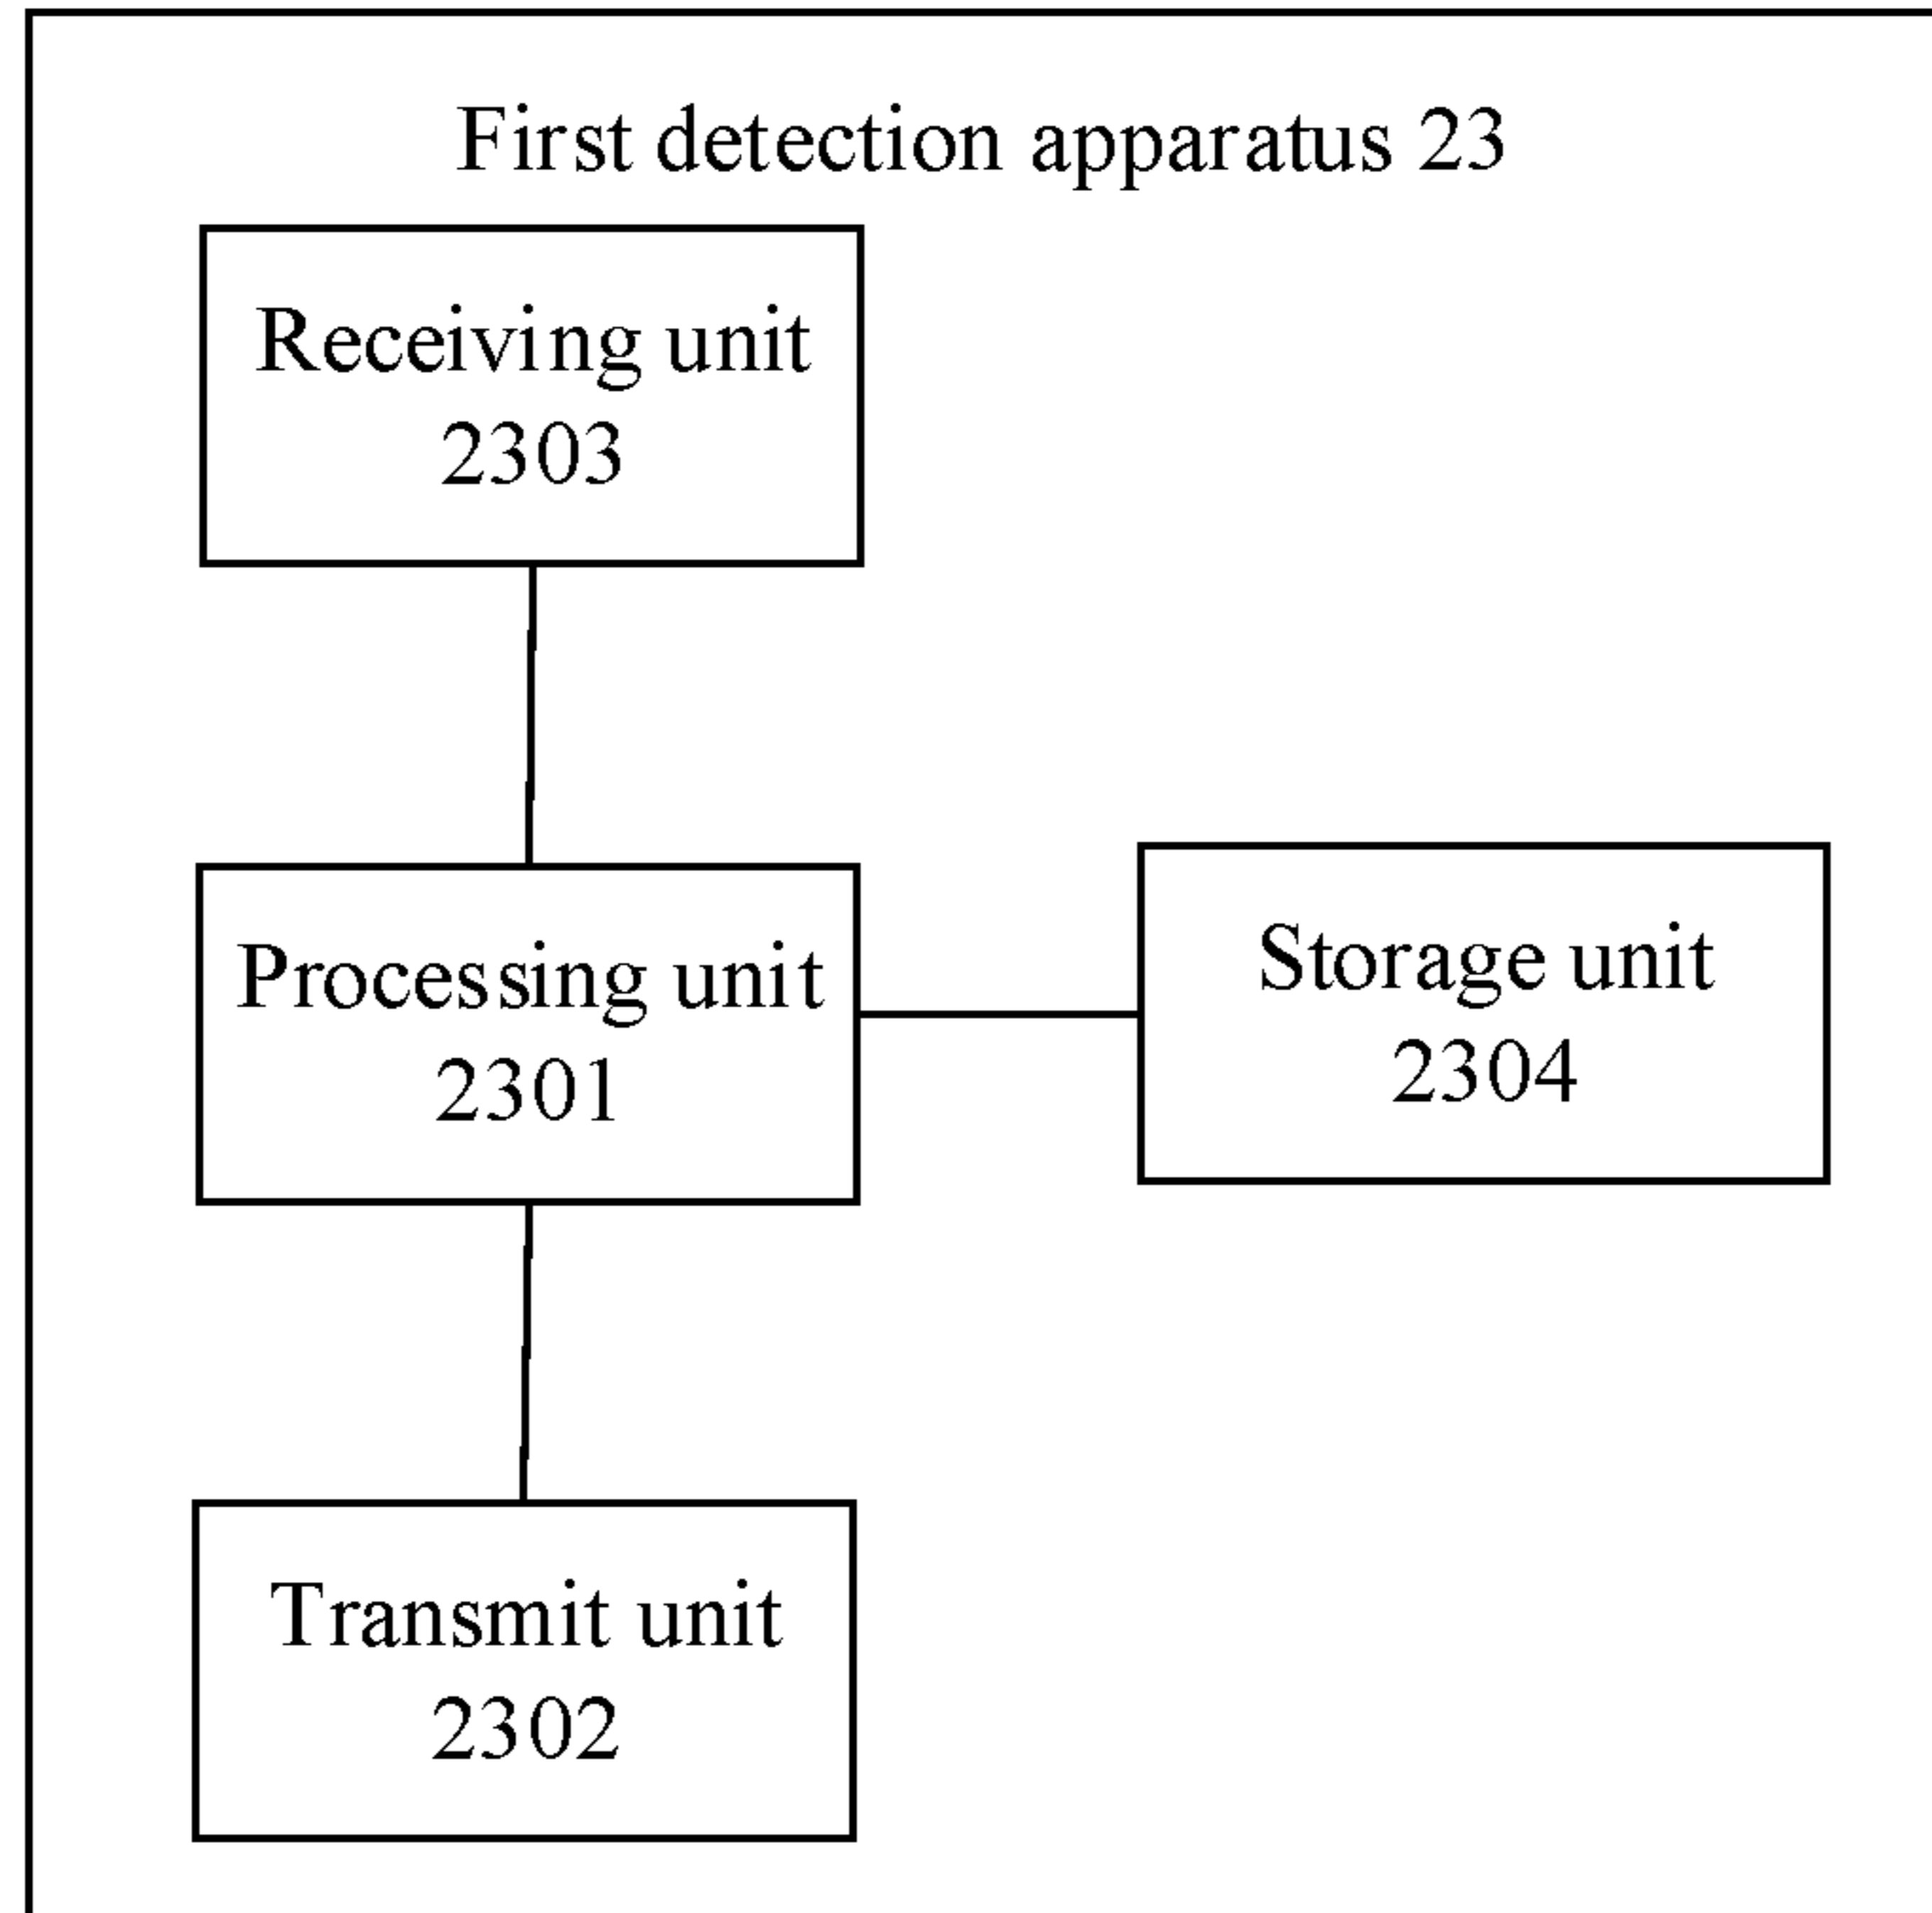 First detection apparatus 23
Receiving unit
2303
Processing unit
2301
Storage unit
2304
Transmit unit
2302